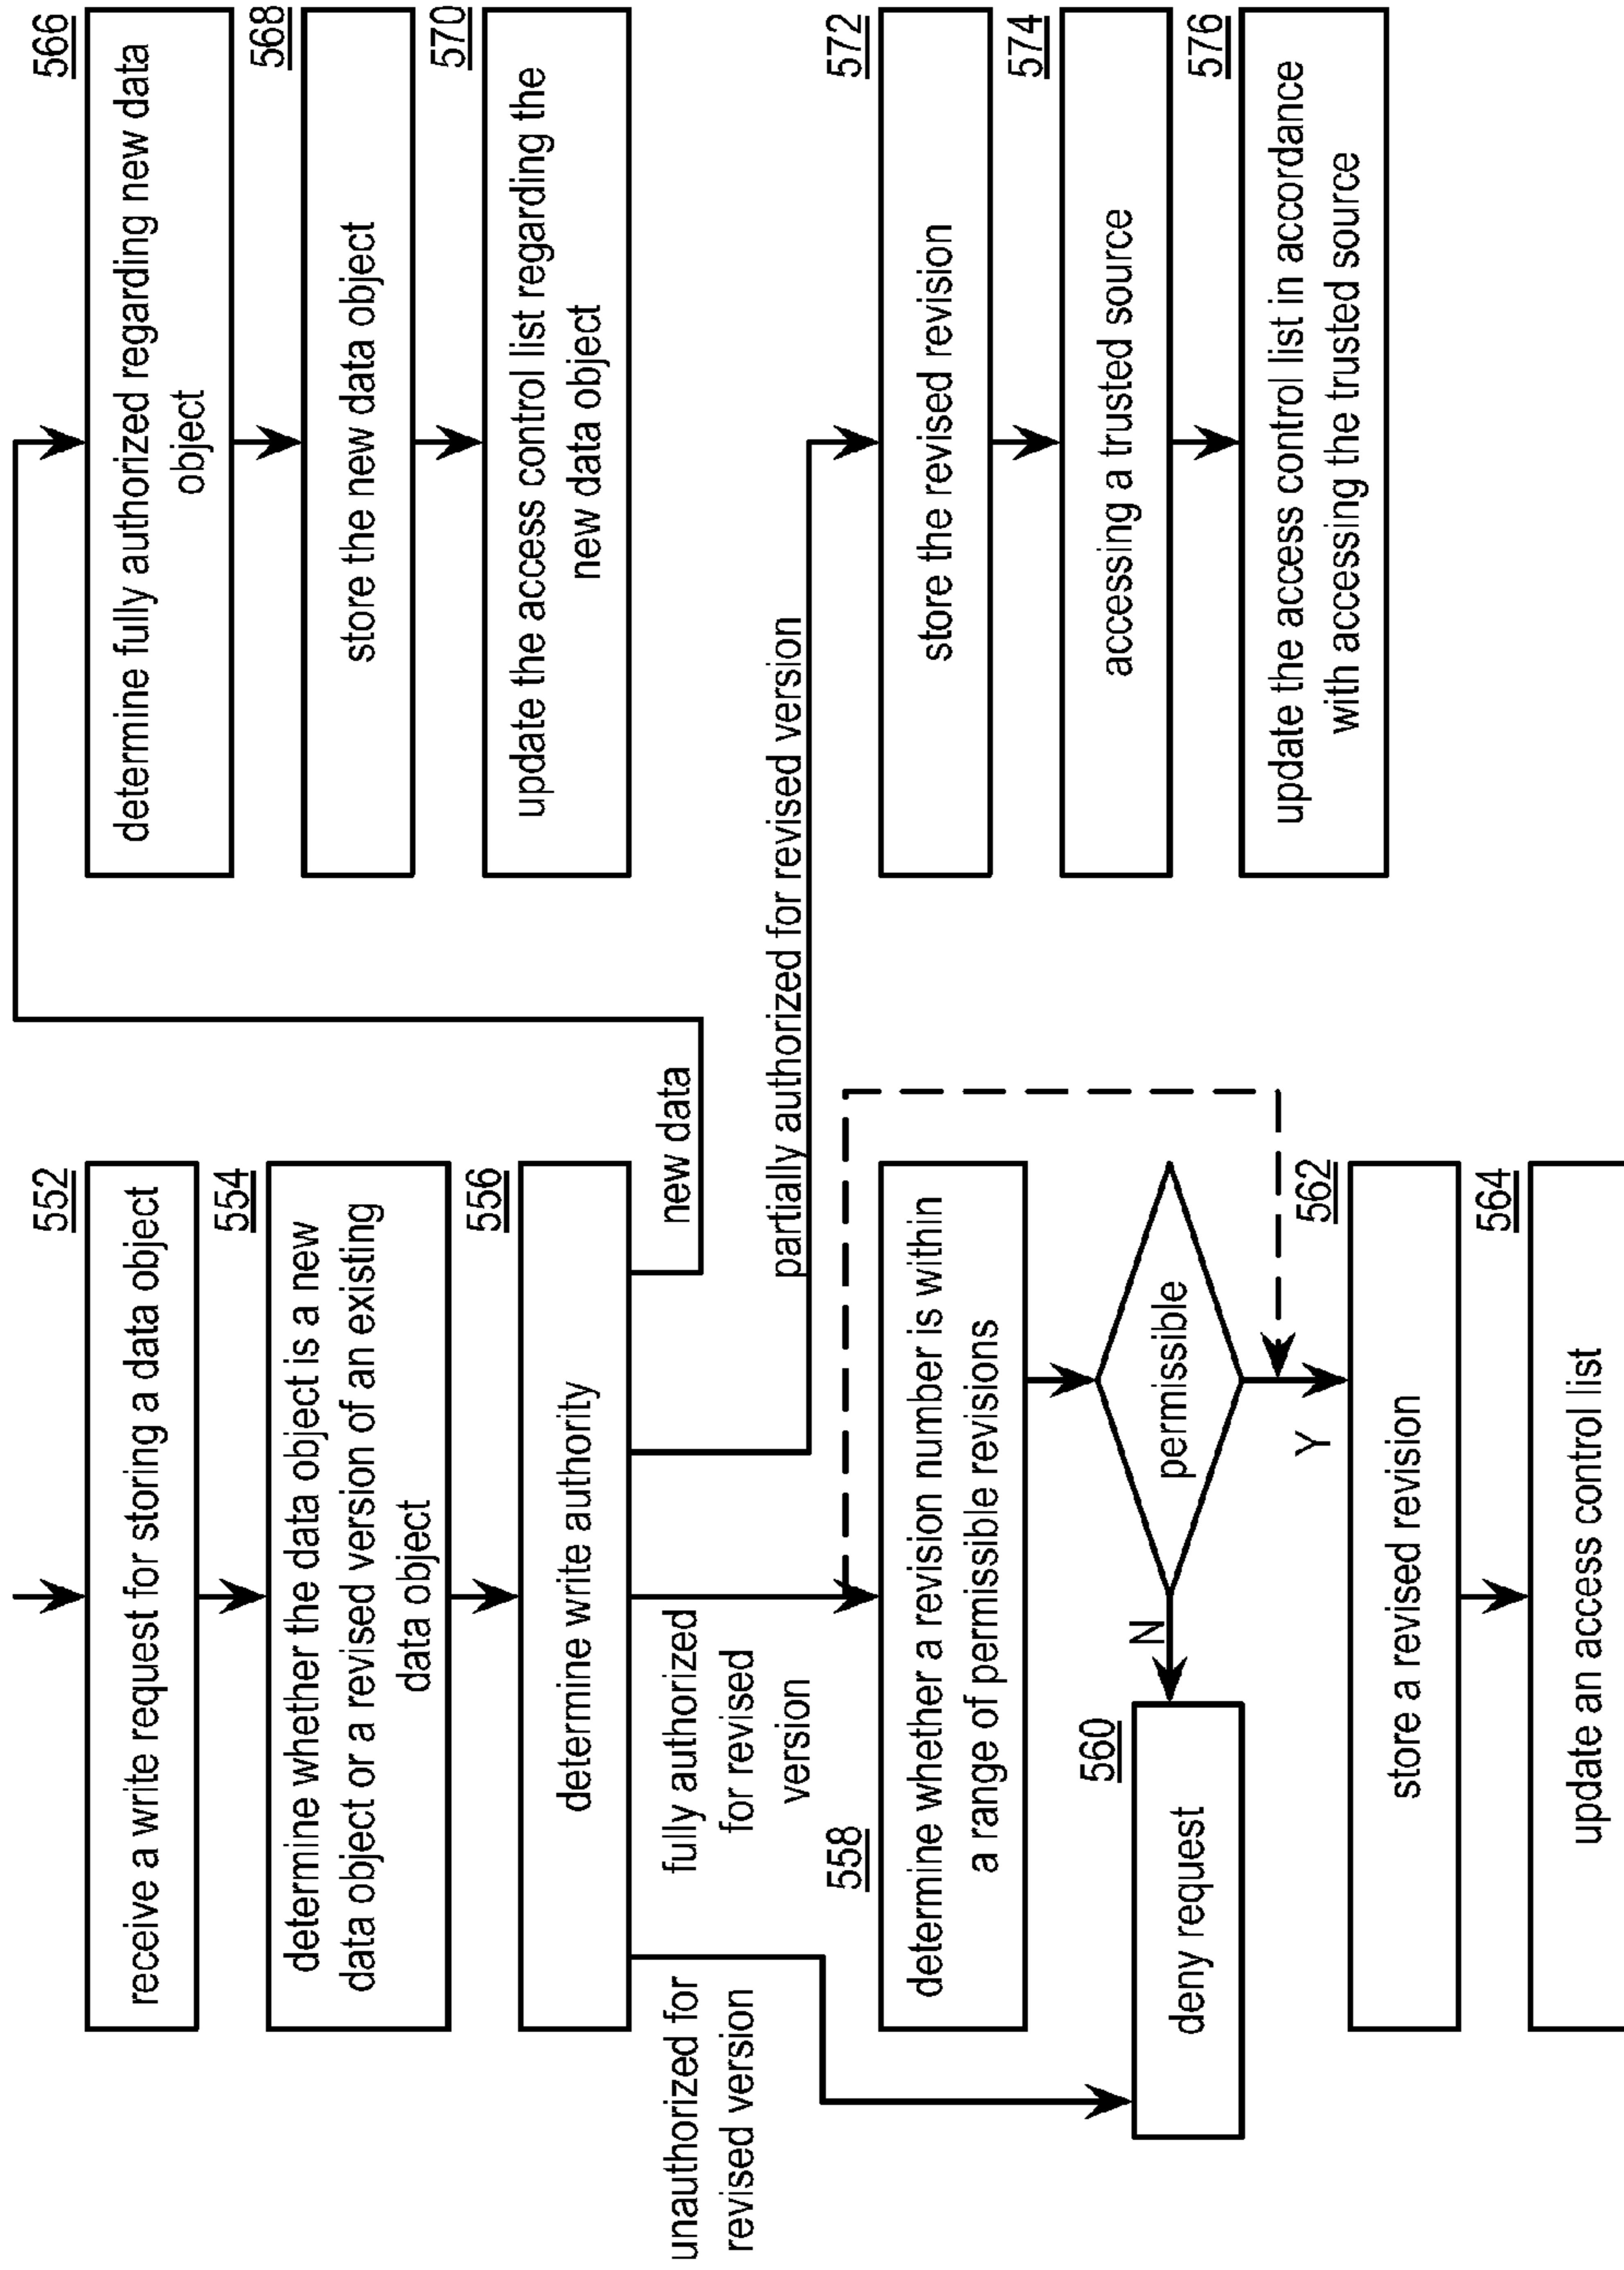 552
receive a write request for storing a data object
554
determine whether the data object is a new
data object or a revised version of an existing
data object
556
determine write authority
unauthorized for
revised version
fully authorized
for revised
version
partially authorized for revised version
new data
558
determine whether a revision number is within
a range of permissible revisions
permissible
N
Y
560
deny request
562
store a revised revision
564
update an access control list
566
determine fully authorized regarding new data
object
568
store the new data object
570
update the access control list regarding the
new data object
572
store the revised revision
574
accessing a trusted source
576
update the access control list in accordance
with accessing the trusted source